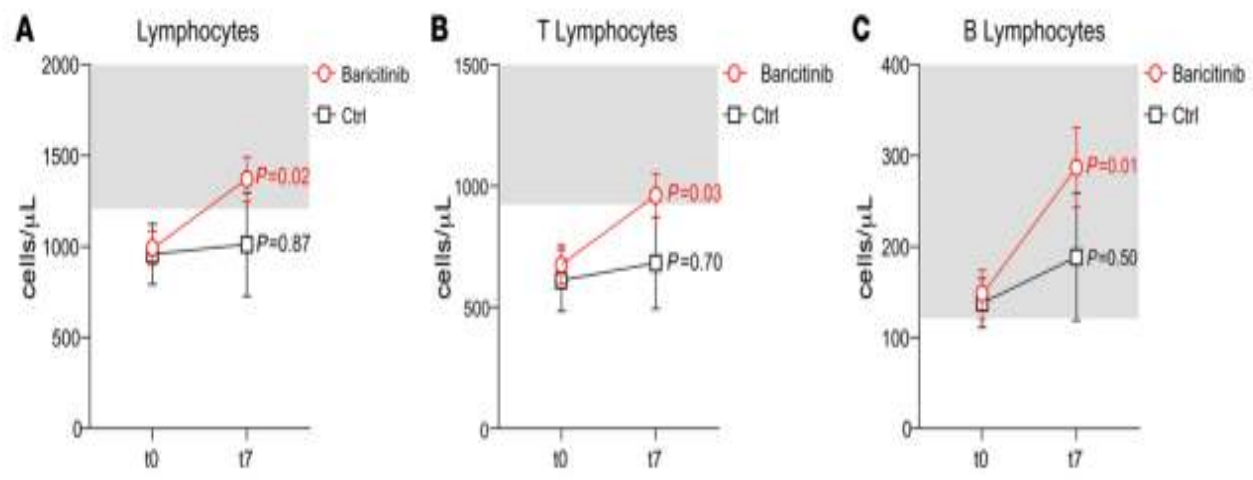 A Lymphocytes
2000
1500
1000
500
0
cells/μL
t0 t7
Baricitinib
Ctrl
P=0.02
P=0.87
B T Lymphocytes
1500
1000
500
0
cells/μL
t0 t7
Baricitinib
Ctrl
P=0.03
P=0.70
C B Lymphocytes
400
300
200
100
0
cells/μL
t0 t7
Baricitinib
Ctrl
P=0.01
P=0.50